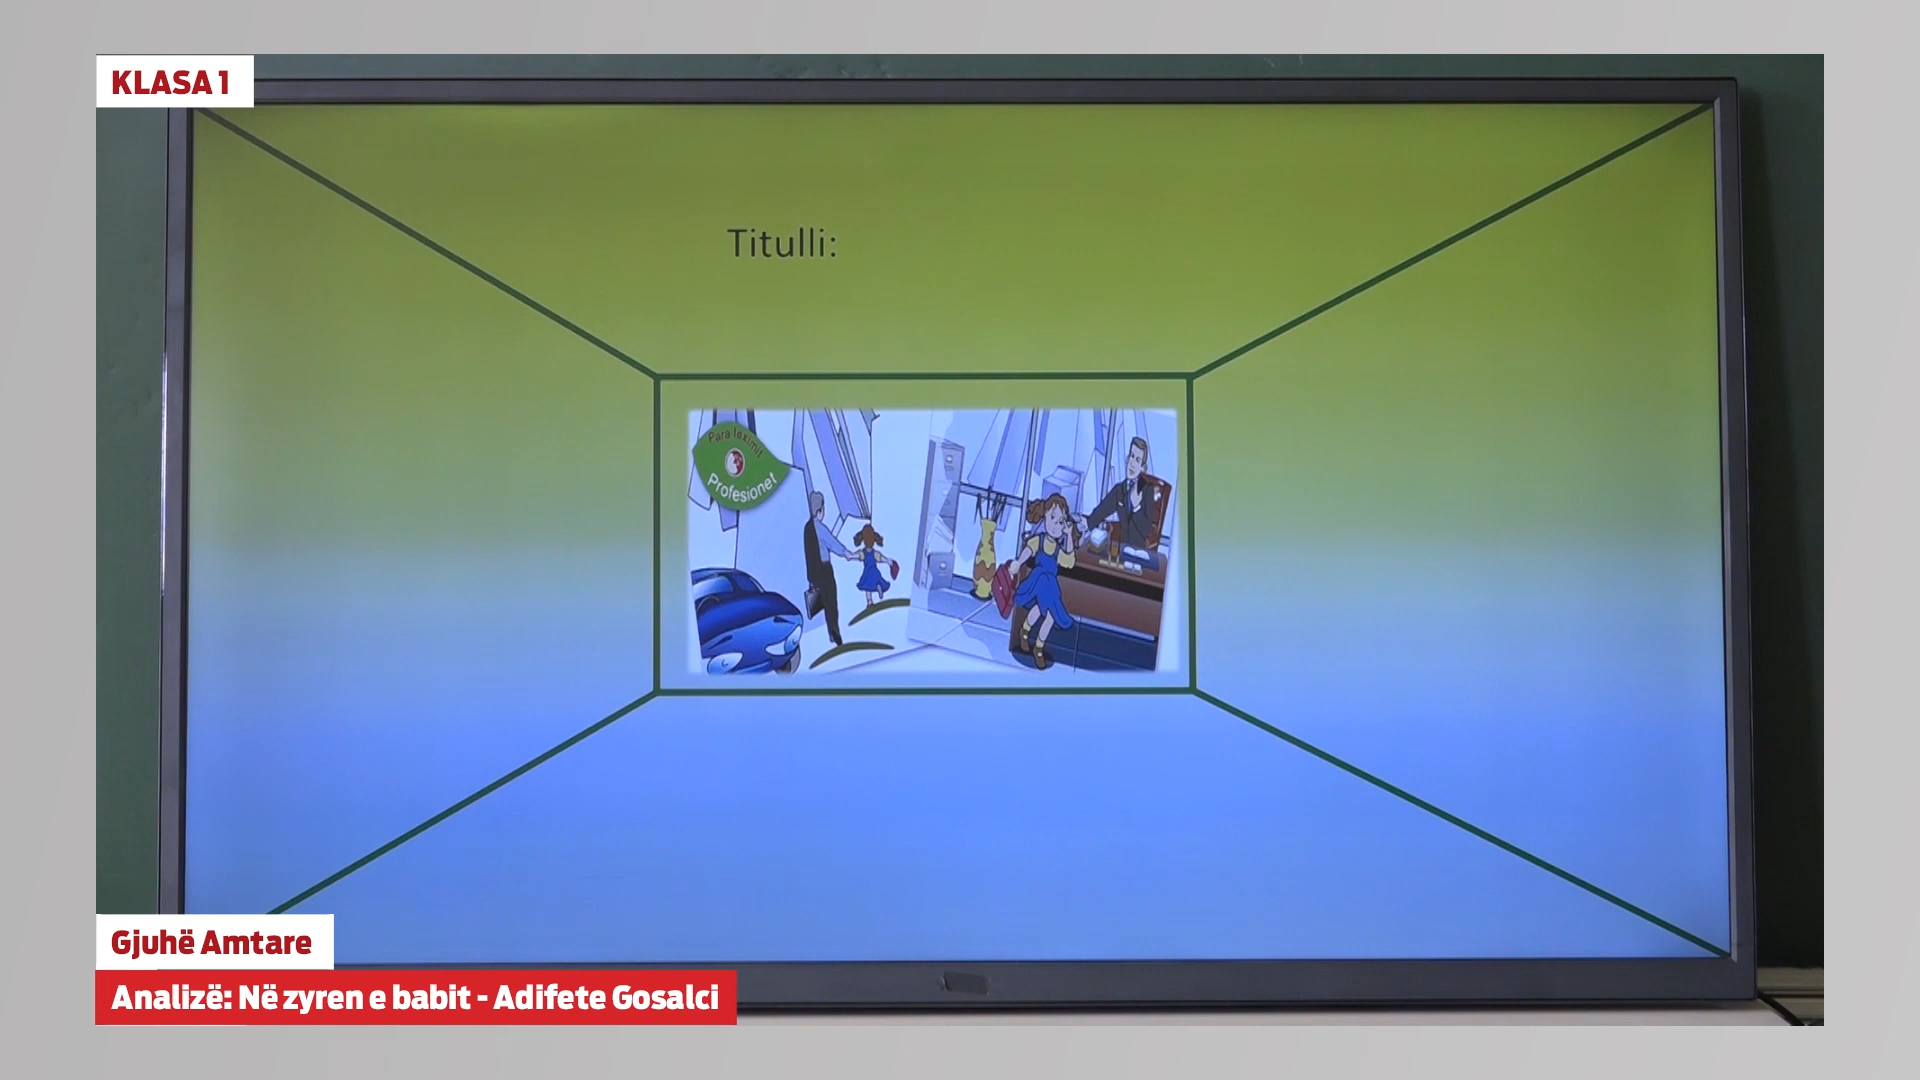 KLASA 1
Titulli:
Para leximit
Profesionet
Gjuhë Amtare
Analizë: Në zyren e babit - Adifete Gosalci